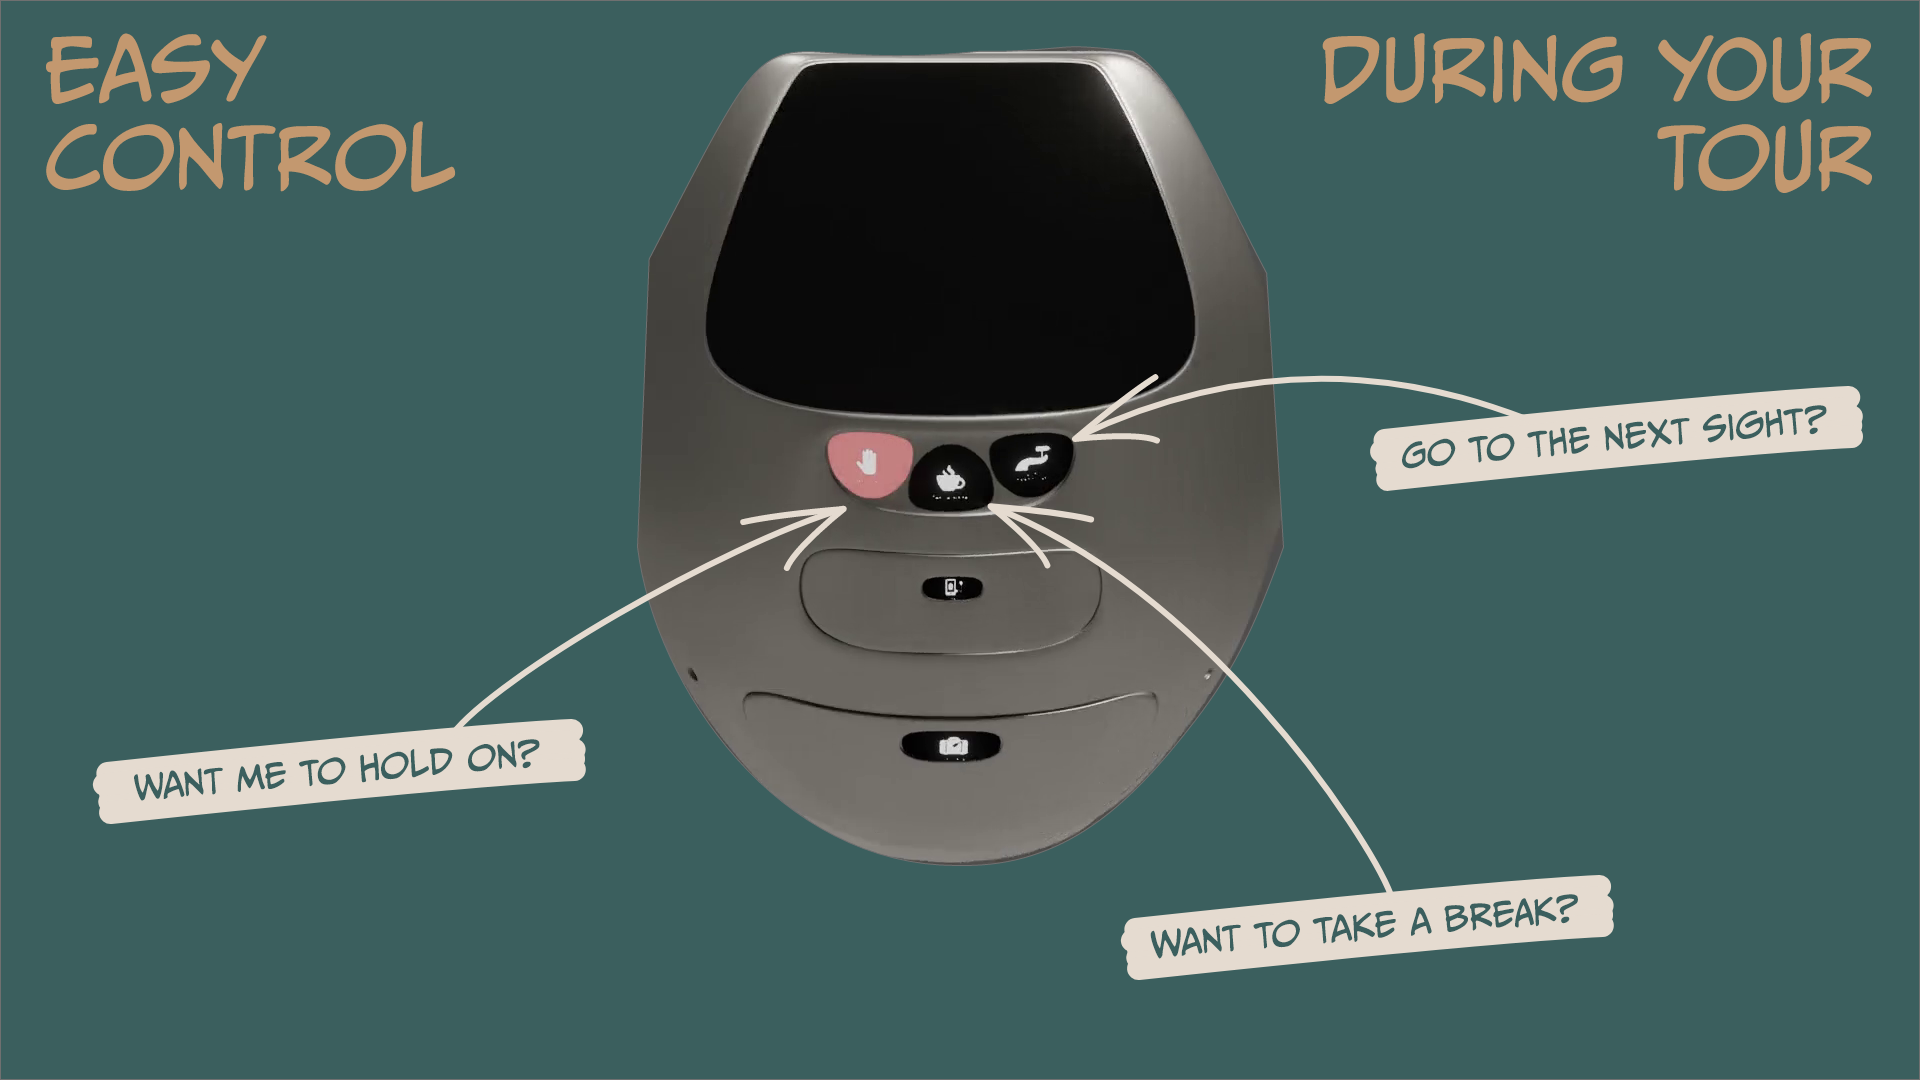 EASY
CONTROL
DURING YOUR
TOUR
GO TO THE NEXT SIGHT?
WANT ME TO HOLD ON?
WANT TO TAKE A BREAK?